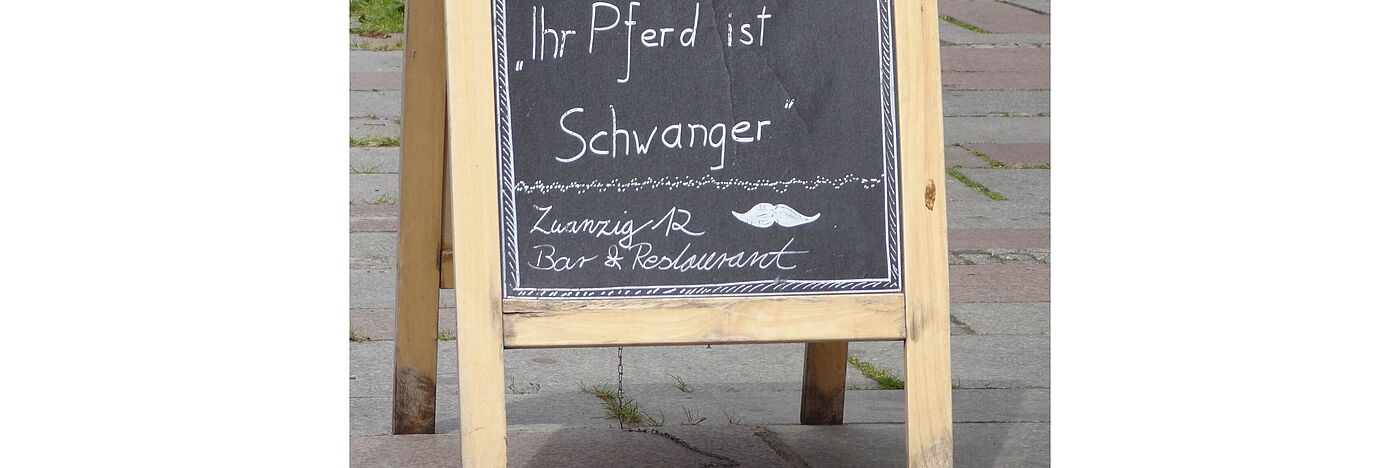 „Ihr Pferd ist
Schwanger“
Zwanzig 12
Bar & Restaurant